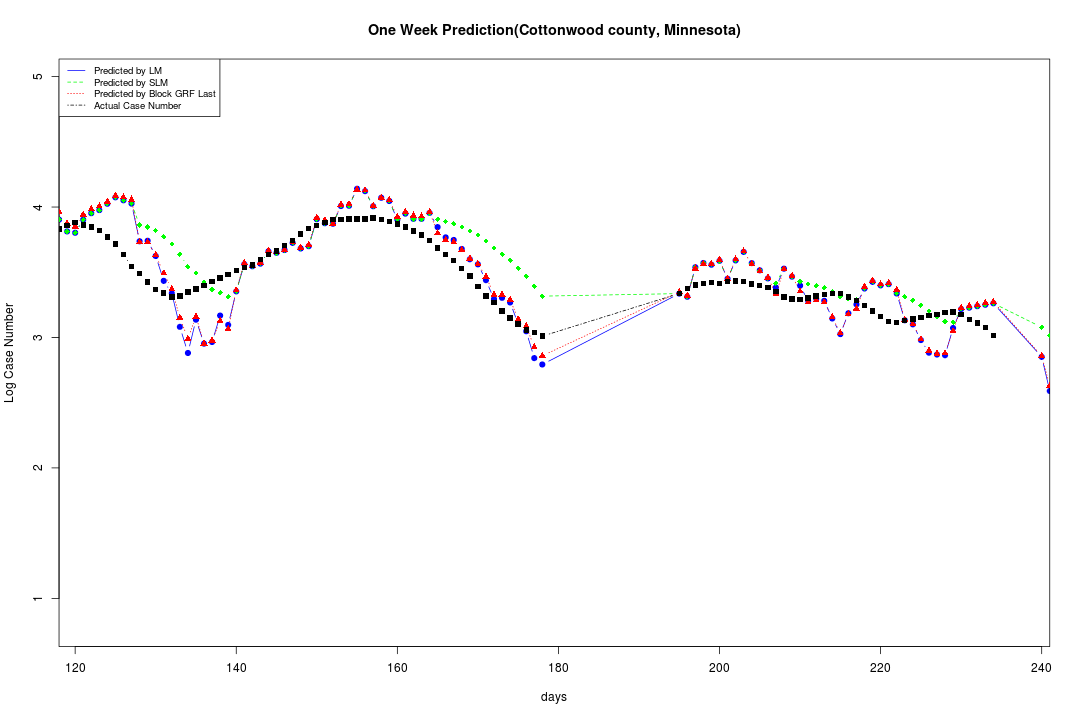 One Week Prediction(Cottonwood county, Minnesota)
Predicted by LM
Predicted by SLM
Predicted by Block GRF Last
Actual Case Number
5
4
3
2
1
Log Case Number
120 140 160 180 200 220 240
days